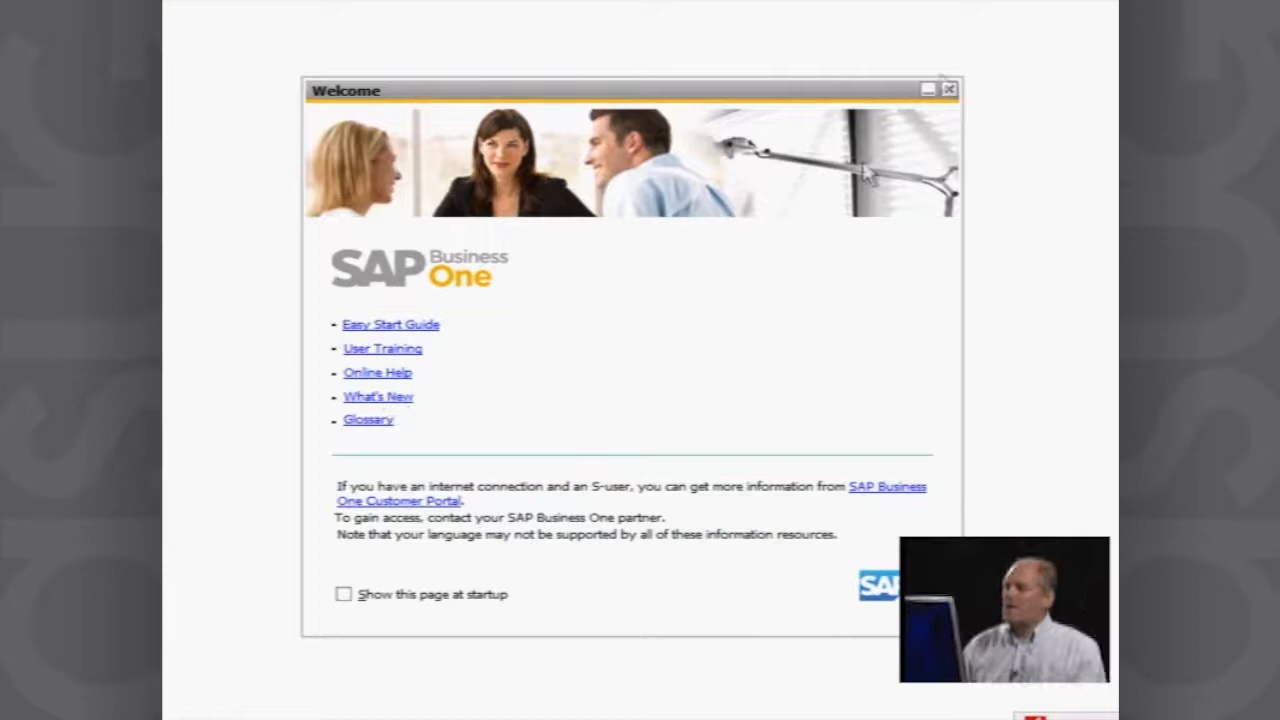 Welcome
SAP Business One
- Easy Start Guide
- User Training
- Online Help
- What's New
- Glossary
If you have an internet connection and an S-user, you can get more information from SAP Business
One Customer Portal.
To gain access, contact your SAP Business One partner.
Note that your language may not be supported by all of these information resources.
Show this page at startup
SAP